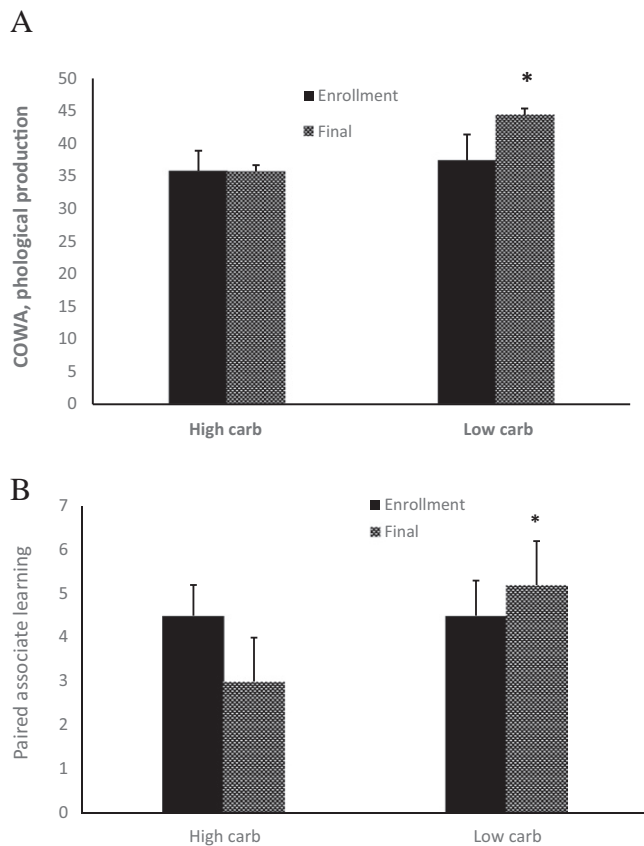 A
50
45
40
35
30
25
20
15
10
5
0
COWA, phological production
*
Enrollment
Final
High carb
Low carb
B
7
6
5
4
3
2
1
0
Paired associate learning
Enrollment
Final
*
High carb
Low carb